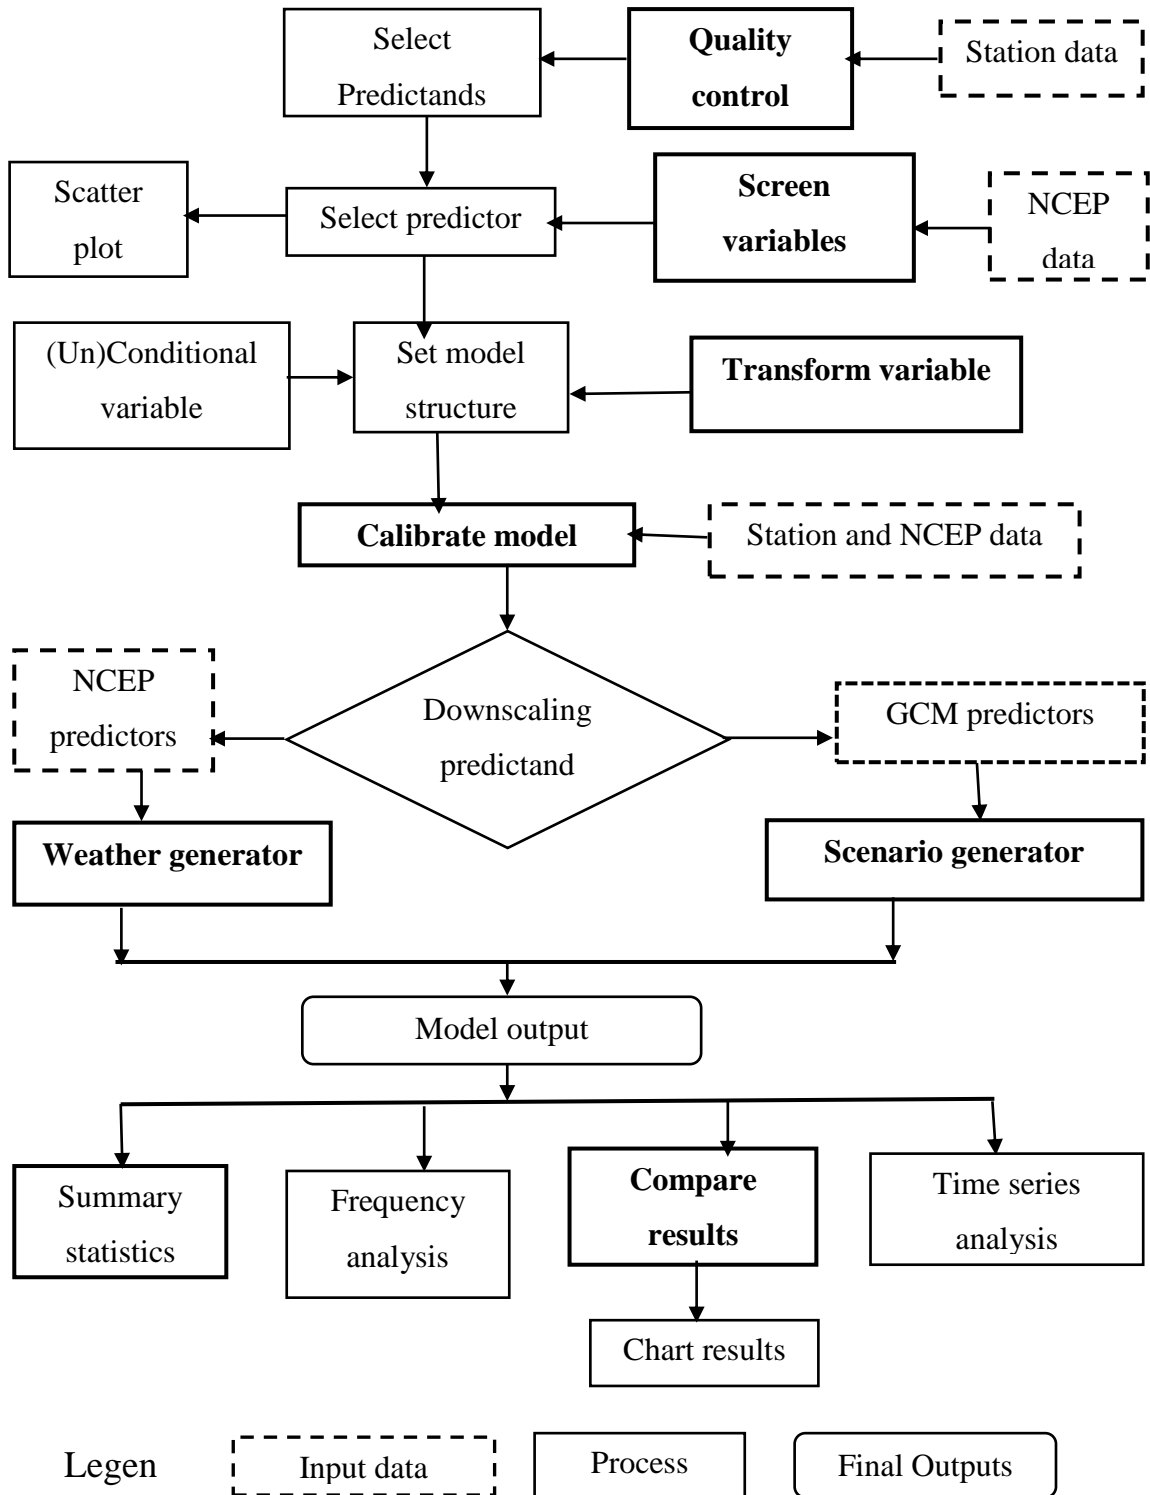 Select
Predictands
Quality
control
Station data
Scatter
plot
Select predictor
Screen
variables
NCEP
data
(Un)Conditional
variable
Set model
structure
Transform variable
Calibrate model
Station and NCEP data
NCEP
predictors
Downscaling
predictand
GCM predictors
Weather generator
Scenario generator
Model output
Summary
statistics
Frequency
analysis
Compare
results
Time series
analysis
Chart results
Legen
Input data
Process
Final Outputs